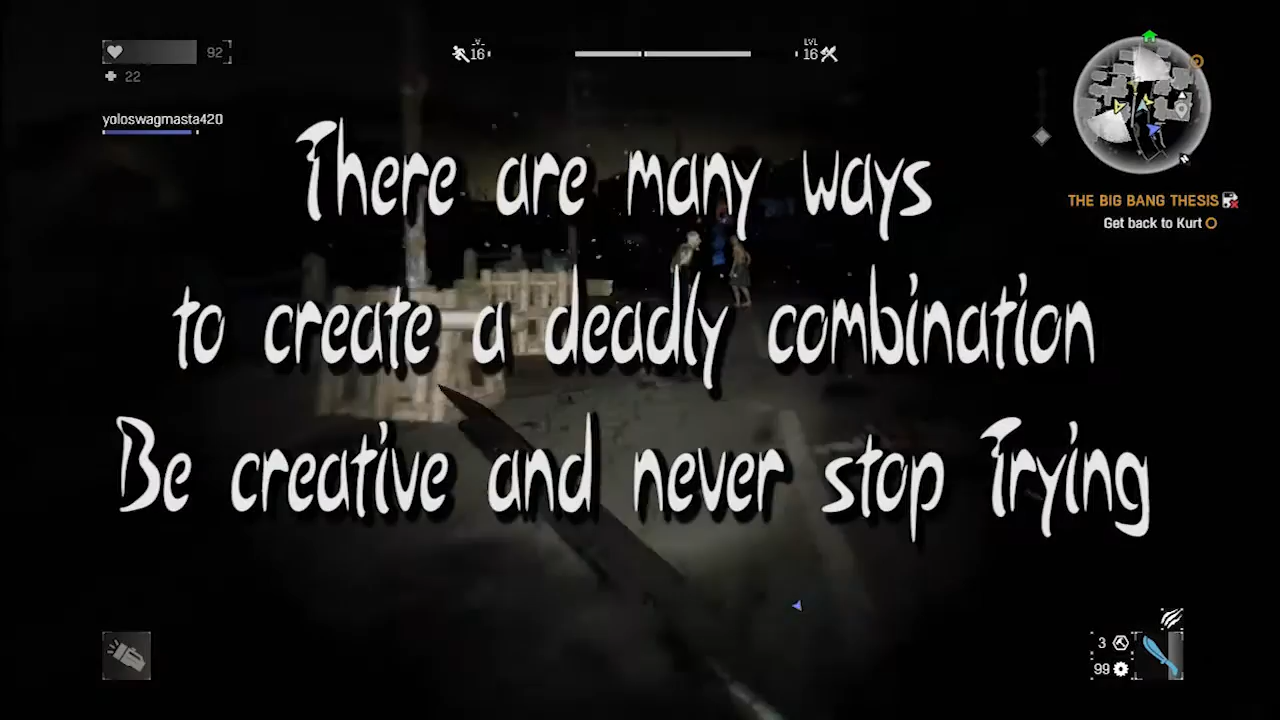 92
22
yoloswagmasta420
LVL
16
LVL
16
N
THE BIG BANG THESIS
Get back to Kurt
There are many ways
to create a deadly combination
Be creative and never stop Trying
3
99